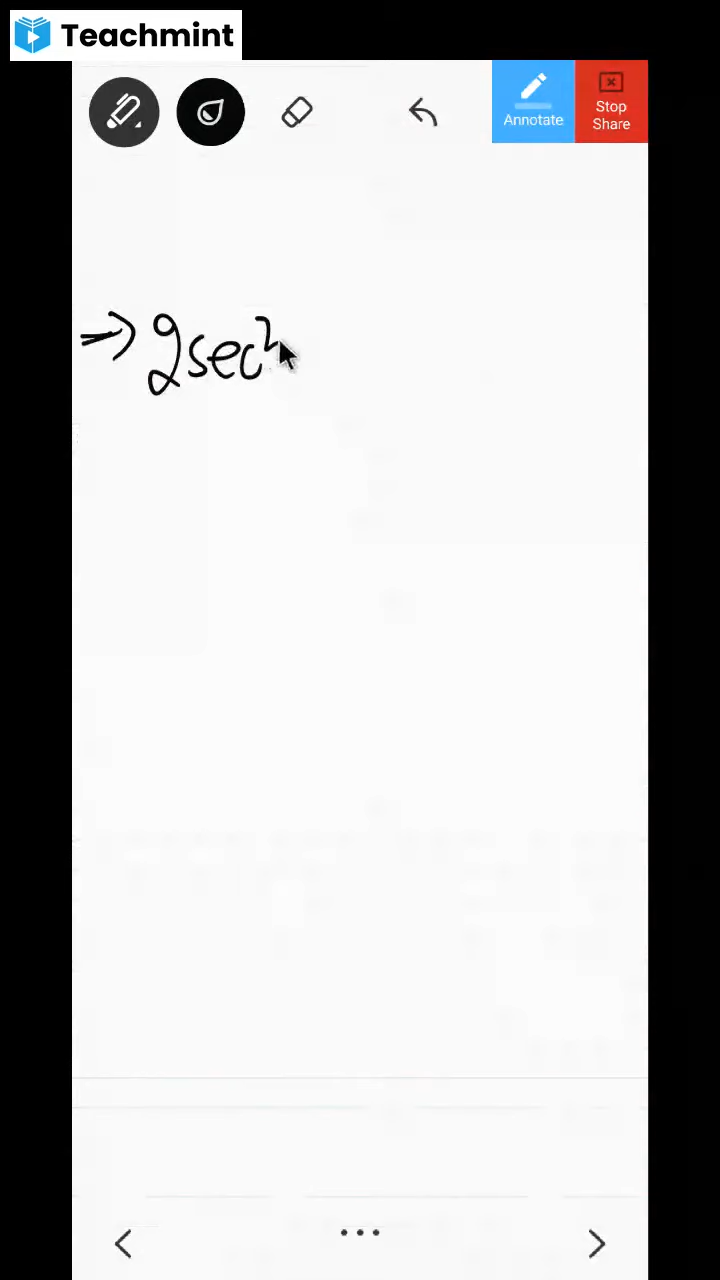 Teachmint
Annotate
Stop
Share
→ 2sec²